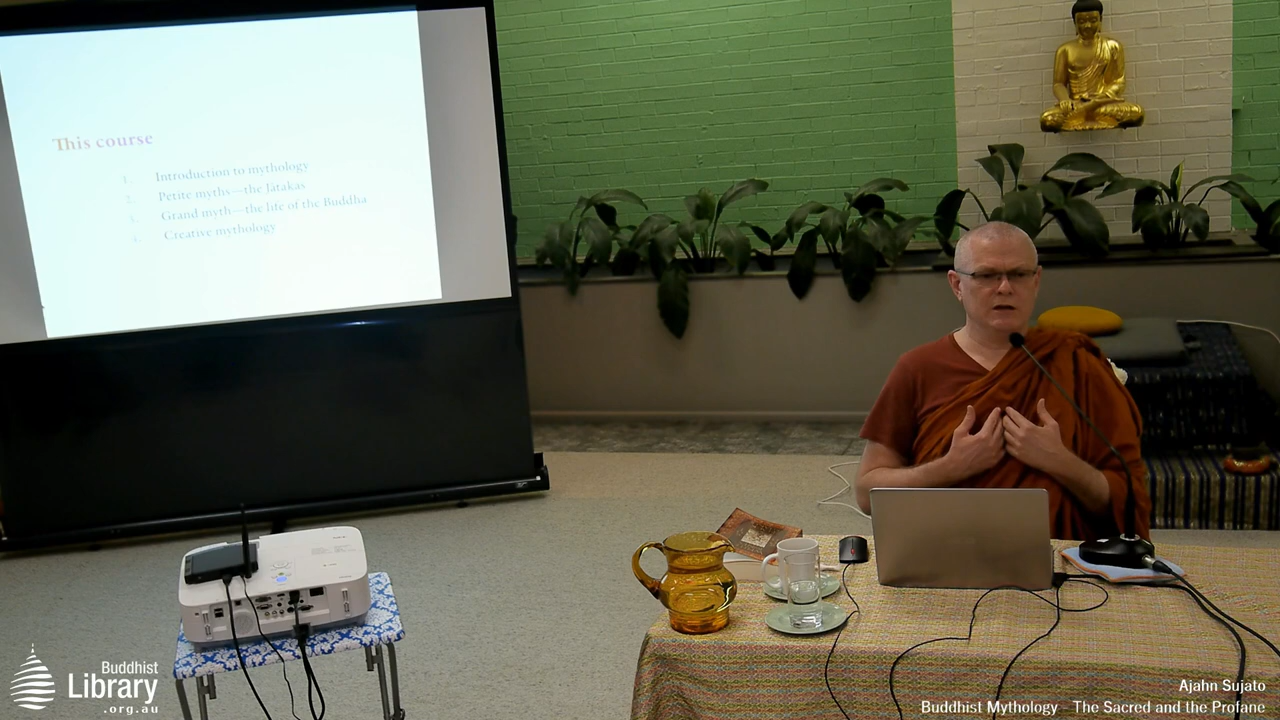 This course
1. Introduction to mythology
2. Petite myths—the Jātakas
3. Grand myth—the life of the Buddha
4. Creative mythology
Buddhist
Library
.org.au
Ajahn Sujato
Buddhist Mythology The Sacred and the Profane